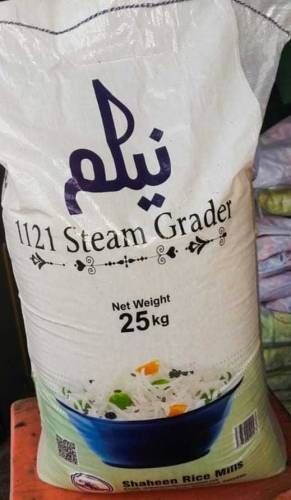 نیلم
1121 Steam Grader
Net Weight
25kg
Shaheen Rice Mills